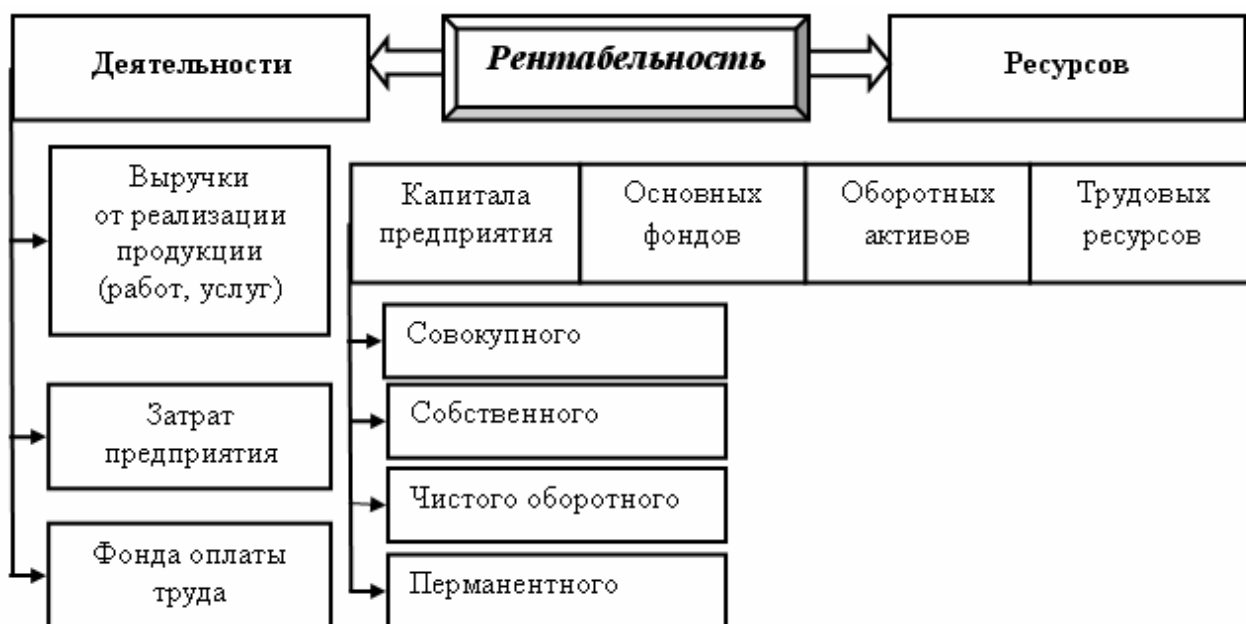 Деятельности
Рентабельность
Ресурсов
Выручки
от реализации
продукции
(работ, услуг)
Затрат
предприятия
Фонда оплаты
труда
Капитала
предприятия
Основных
фондов
Оборотных
активов
Трудовых
ресурсов
Совокупного
Собственного
Чистого оборотного
Перманентного